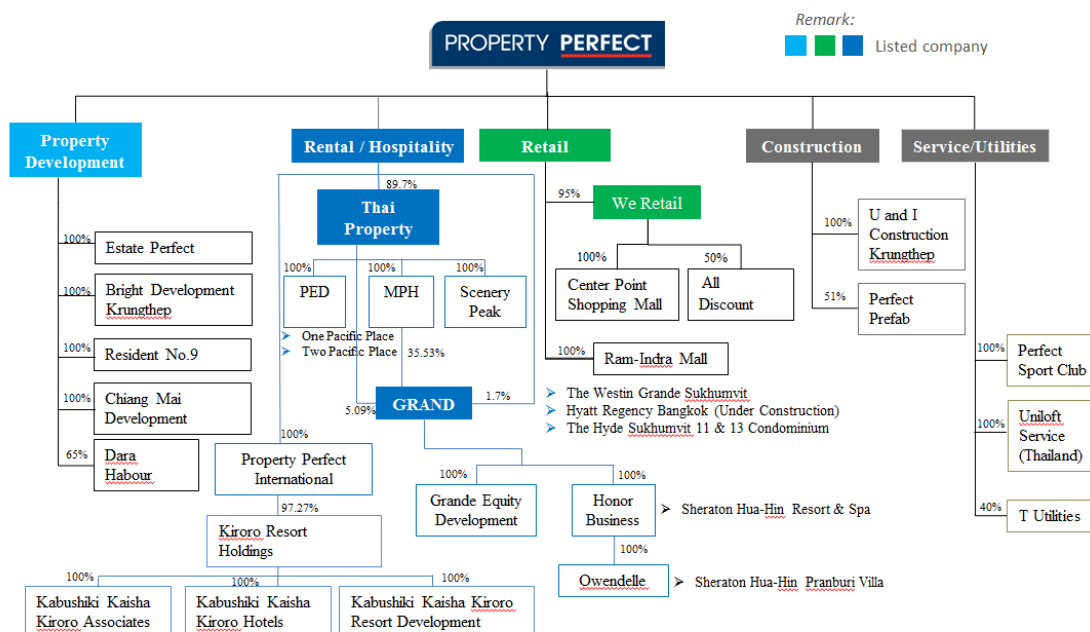 Remark:
Listed company
PROPERTY PERFECT
Property
Development
Rental / Hospitality
Retail
Construction
Service/Utilities
89.7%
Thai
Property
95%
We Retail
100%
U and I
Construction
Krungthep
100%
Estate Perfect
100%
PED
100%
MPH
100%
Scenery
Peak
100%
Center Point
Shopping Mall
50%
All
Discount
100%
Bright Development
Krungthep
51%
Perfect
Prefab
One Pacific Place
Two Pacific Place
35.53%
100%
Resident No.9
100%
Ram-Indra Mall
100%
Perfect
Sport Club
100%
Chiang Mai
Development
5.09%
GRAND
1.7%
The Westin Grande Sukhumvit
Hyatt Regency Bangkok (Under Construction)
The Hyde Sukhumvit 11 & 13 Condominium
100%
Uniloft
Service
(Thailand)
65%
Dara
Habour
100%
Property Perfect
International
100%
Grande Equity
Development
100%
Honor
Business
Sheraton Hua-Hin Resort & Spa
40%
T Utilities
97.27%
Kiroro Resort
Holdings
100%
Owendelle
Sheraton Hua-Hin Pranburi Villa
100%
Kabushiki Kaisha
Kiroro Associates
100%
Kabushiki Kaisha
Kiroro Hotels
100%
Kabushiki Kaisha Kiroro
Resort Development